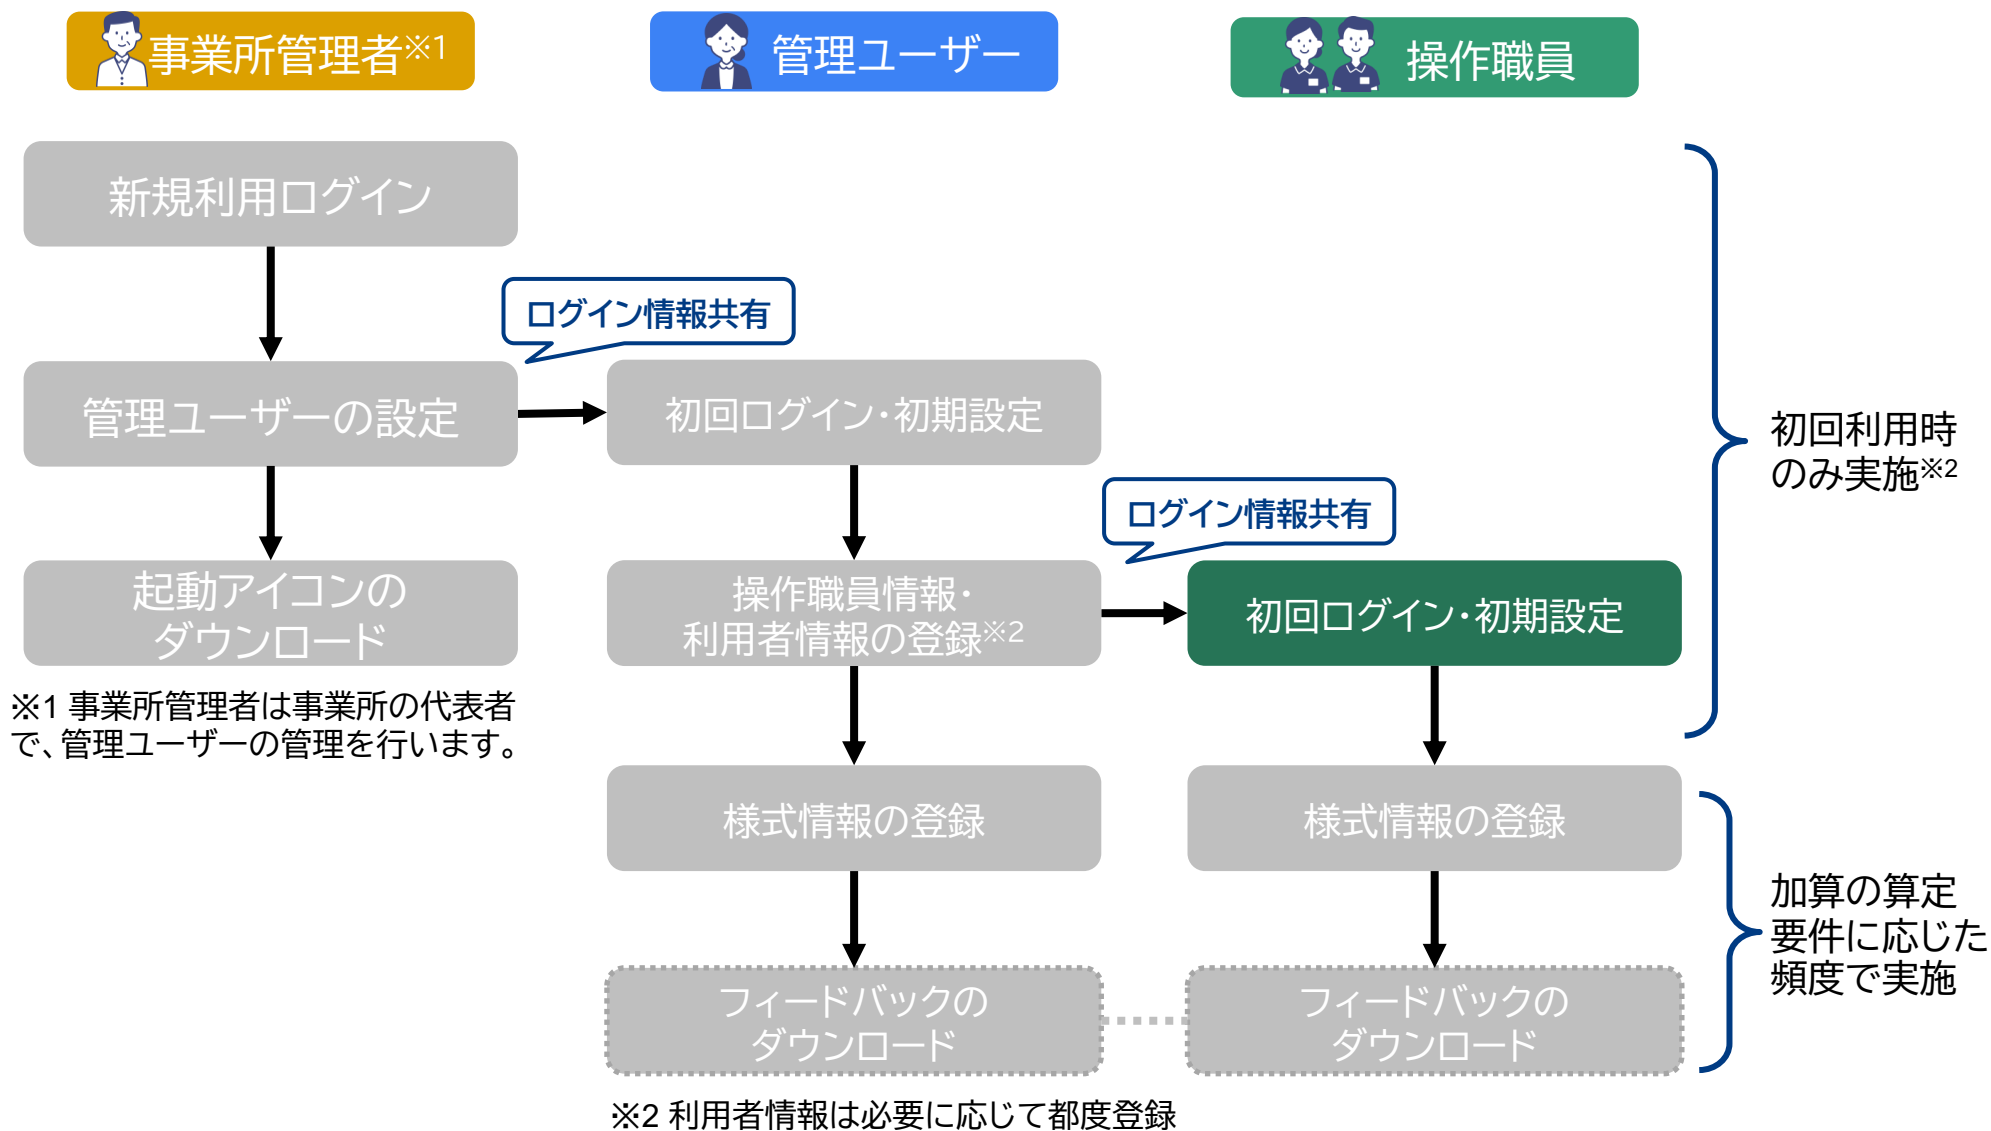 事業所管理者※1
管理ユーザー
操作職員
新規利用ログイン
ログイン情報共有
管理ユーザーの設定
初回ログイン・初期設定
初回利用時
のみ実施※2
ログイン情報共有
起動アイコンの
ダウンロード
操作職員情報・
利用者情報の登録※2
初回ログイン・初期設定
※1 事業所管理者は事業所の代表者
で、管理ユーザーの管理を行います。
様式情報の登録
様式情報の登録
加算の算定
要件に応じた
頻度で実施
フィードバックの
ダウンロード
フィードバックの
ダウンロード
※2 利用者情報は必要に応じて都度登録